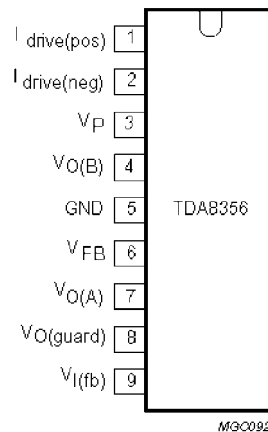 I drive(pos) 1
I drive(neg) 2
VP 3
VO(B) 4
GND 5
TDA8356
VFB 6
VO(A) 7
VO(guard) 8
VI(fb) 9
MGC092